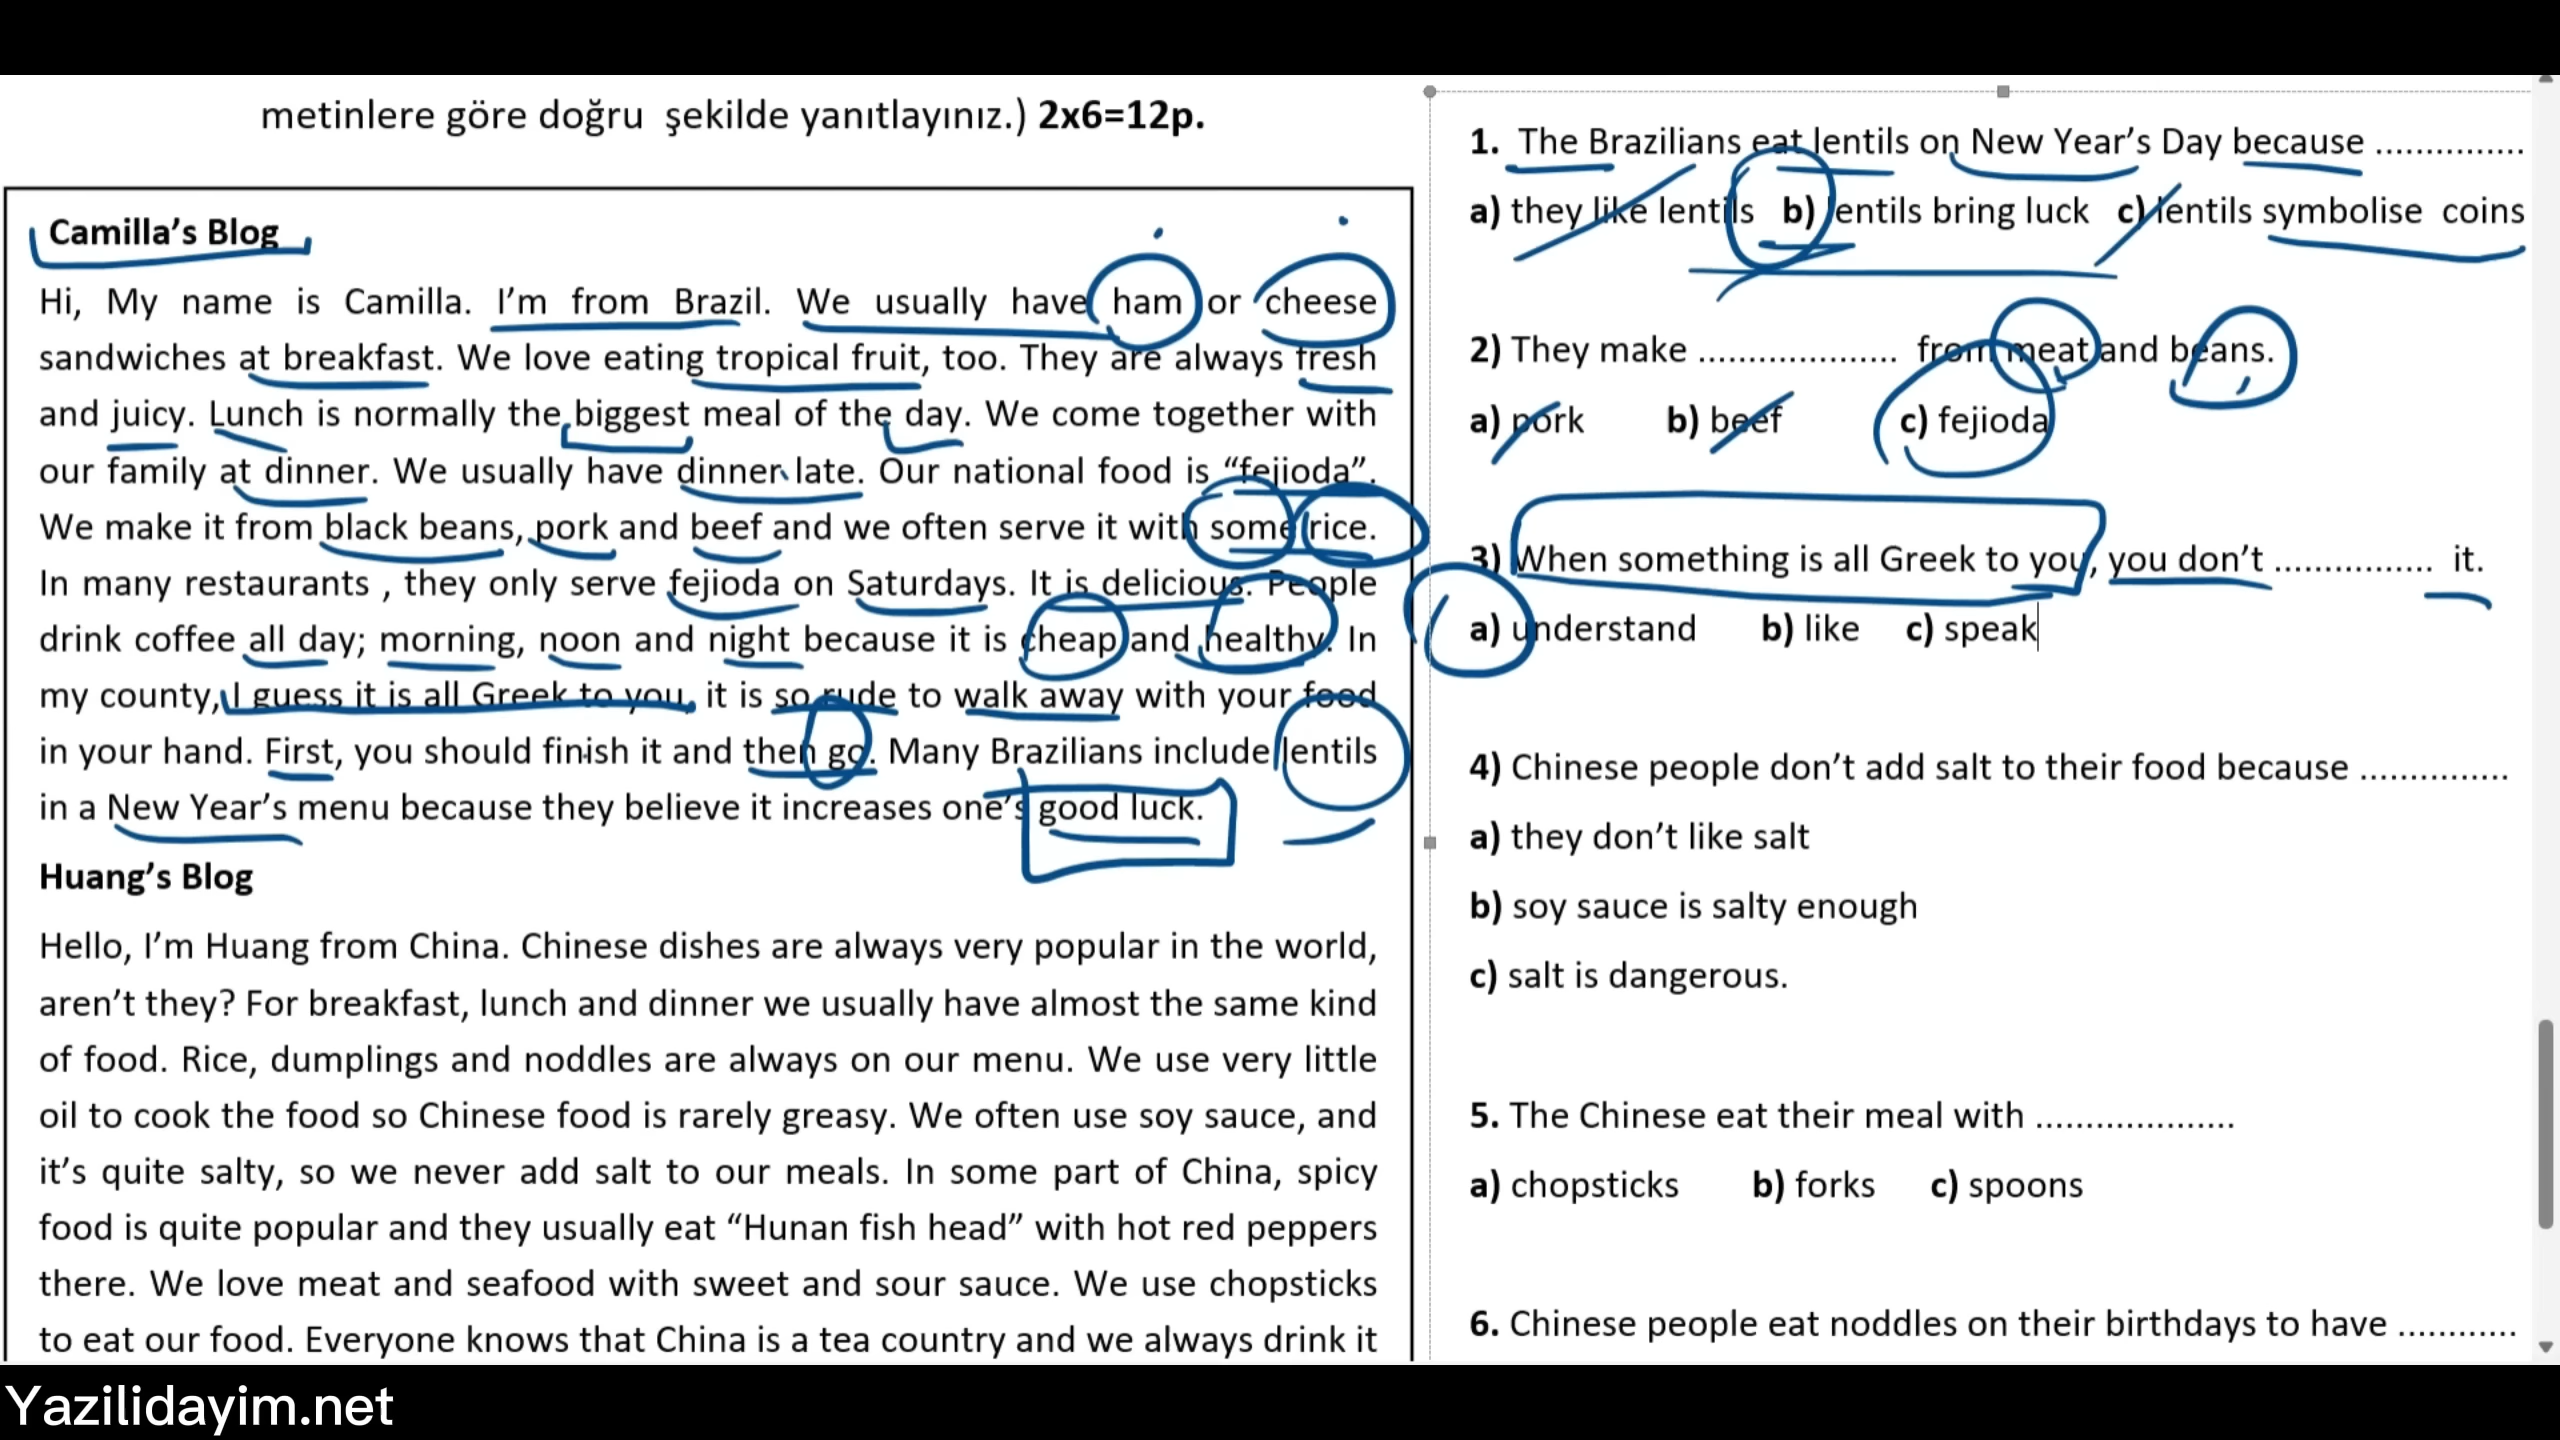 metinlere göre doğru şekilde yanıtlayınız.) 2x6=12p.
Camilla’s Blog
Hi, My name is Camilla. I’m from Brazil. We usually have ham or cheese
sandwiches at breakfast. We love eating tropical fruit, too. They are always fresh
and juicy. Lunch is normally the biggest meal of the day. We come together with
our family at dinner. We usually have dinner late. Our national food is “fejioda”.
We make it from black beans, pork and beef and we often serve it with some rice.
In many restaurants , they only serve fejioda on Saturdays. It is delicious. People
drink coffee all day; morning, noon and night because it is cheap and healthy. In
my county, I guess it is all Greek to you, it is so rude to walk away with your food
in your hand. First, you should finish it and then go. Many Brazilians include lentils
in a New Year’s menu because they believe it increases one’s good luck.
Huang’s Blog
Hello, I’m Huang from China. Chinese dishes are always very popular in the world,
aren’t they? For breakfast, lunch and dinner we usually have almost the same kind
of food. Rice, dumplings and noddles are always on our menu. We use very little
oil to cook the food so Chinese food is rarely greasy. We often use soy sauce, and
it’s quite salty, so we never add salt to our meals. In some part of China, spicy
food is quite popular and they usually eat “Hunan fish head” with hot red peppers
there. We love meat and seafood with sweet and sour sauce. We use chopsticks
to eat our food. Everyone knows that China is a tea country and we always drink it
1. The Brazilians eat lentils on New Year’s Day because ...............
a) they like lentils b) lentils bring luck c) lentils symbolise coins
2) They make .................... from meat and beans.
a) pork b) beef c) fejioda
3) When something is all Greek to you, you don’t ................ it.
a) understand b) like c) speak
4) Chinese people don’t add salt to their food because ...............
a) they don’t like salt
b) soy sauce is salty enough
c) salt is dangerous.
5. The Chinese eat their meal with ....................
a) chopsticks b) forks c) spoons
6. Chinese people eat noddles on their birthdays to have ............
Yazilidayim.net